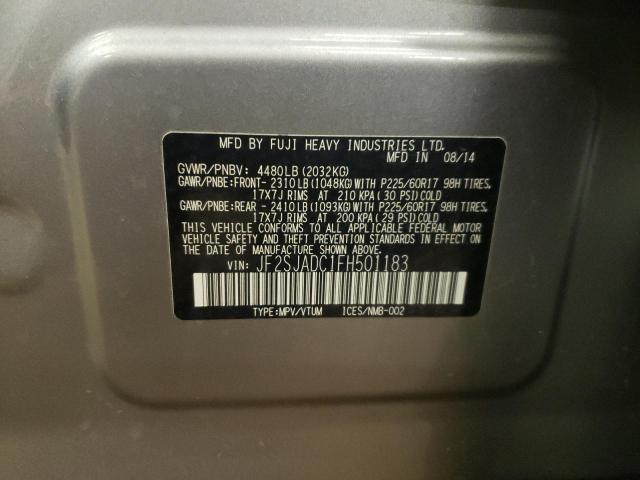 MFD BY FUJI HEAVY INDUSTRIES LTD.
MFD IN 08/14
GVWR/PNBV: 4480LB (2032KG)
GAWR/PNBE:FRONT- 2310LB (1048KG) WITH P225/60R17 98H TIRES,
17X7J RIMS AT 210 KPA ( 30 PSI) COLD
GAWR/PNBE:REAR - 2410LB (1093KG) WITH P225/60R17 98H TIRES,
17X7J RIMS AT 200 KPA ( 29 PSI) COLD
THIS VEHICLE CONFORMS TO ALL APPLICABLE FEDERAL MOTOR
VEHICLE SAFETY AND THEFT PREVENTION STANDARDS IN EFFECT ON
THE DATE OF MANUFACTURE SHOWN ABOVE.
VIN: JF2SJADC1FH501183
TYPE:MPV/VTUM ICES/NMB-002